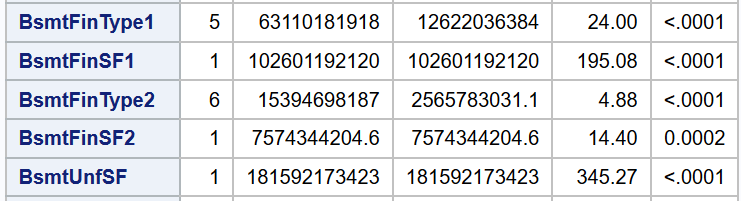 BsmtFinType1 5 63110181918 12622036384 24.00 <.0001
BsmtFinSF1 1 102601192120 102601192120 195.08 <.0001
BsmtFinType2 6 15394698187 2565783031.1 4.88 <.0001
BsmtFinSF2 1 7574344204.6 7574344204.6 14.40 0.0002
BsmtUnfSF 1 181592173423 181592173423 345.27 <.0001